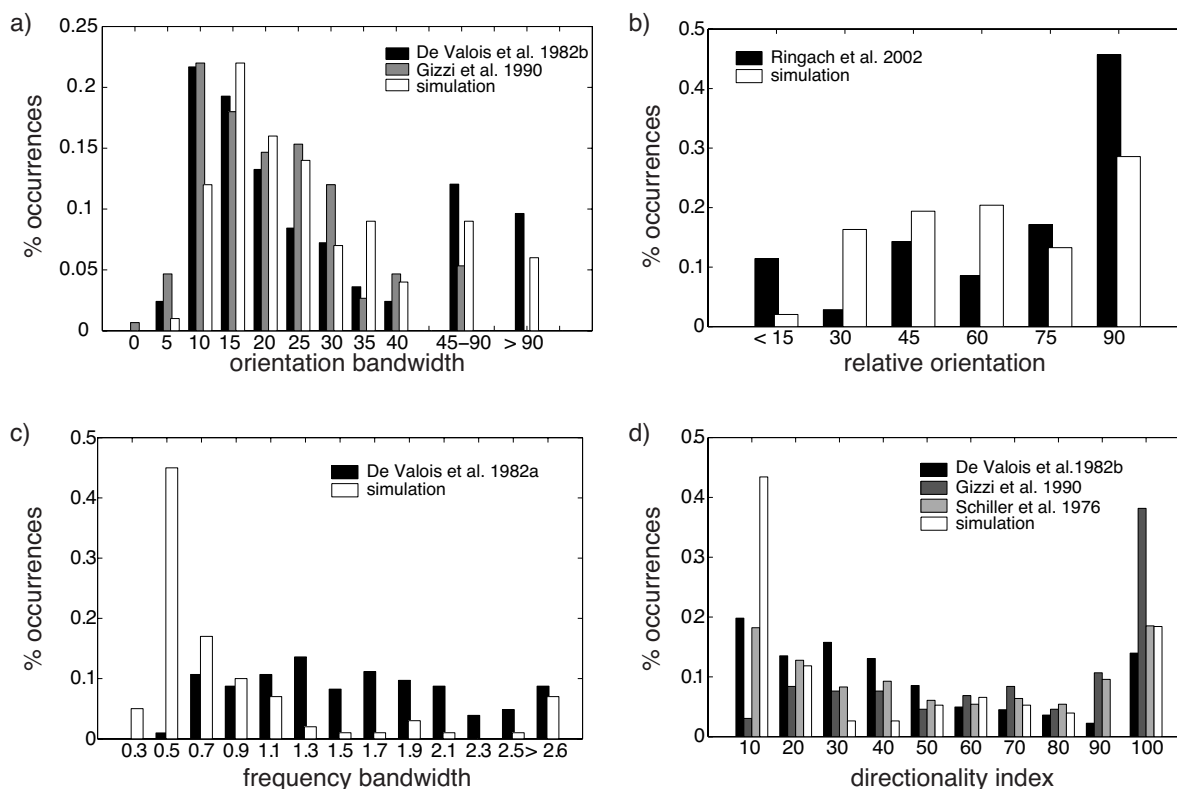 a)
0.25
0.2
0.15
0.1
0.05
0
% occurrences
De Valois et al. 1982b
Gizzi et al. 1990
simulation
0 5 10 15 20 25 30 35 40 45–90 > 90
orientation bandwidth
b)
0.5
0.4
0.3
0.2
0.1
0
% occurrences
Ringach et al. 2002
simulation
< 15 30 45 60 75 90
relative orientation
c)
0.5
0.4
0.3
0.2
0.1
0
% occurrences
De Valois et al. 1982a
simulation
0.3 0.5 0.7 0.9 1.1 1.3 1.5 1.7 1.9 2.1 2.3 2.5 > 2.6
frequency bandwidth
d)
0.5
0.4
0.3
0.2
0.1
0
% occurrences
De Valois et al.1982b
Gizzi et al. 1990
Schiller et al. 1976
simulation
10 20 30 40 50 60 70 80 90 100
directionality index